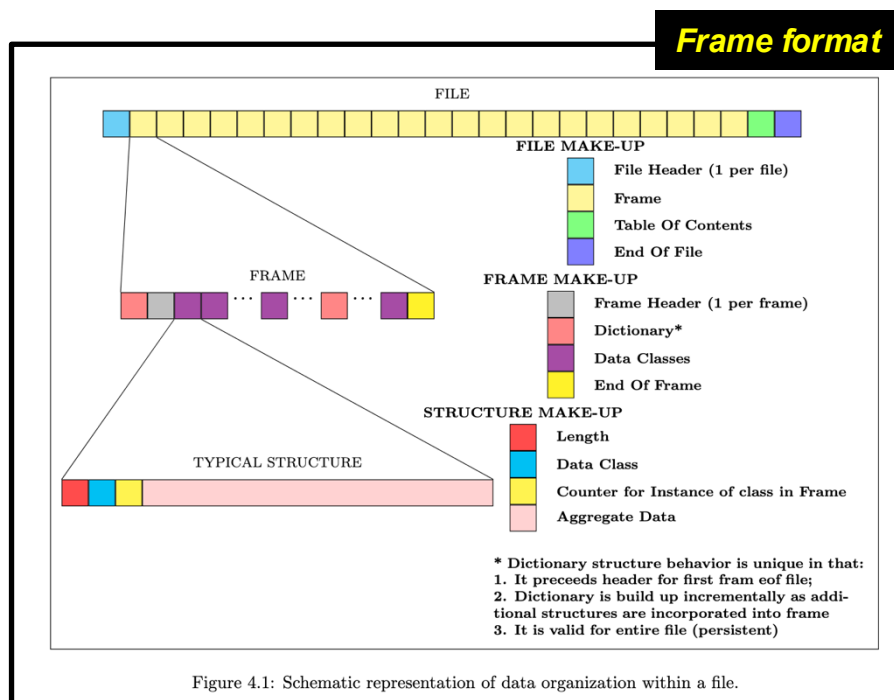 Frame format
FILE
FILE MAKE-UP
File Header (1 per file)
Frame
Table Of Contents
End Of File
FRAME
FRAME MAKE-UP
Frame Header (1 per frame)
Dictionary*
Data Classes
End Of Frame
STRUCTURE MAKE-UP
Length
TYPICAL STRUCTURE
Data Class
Counter for Instance of class in Frame
Aggregate Data
* Dictionary structure behavior is unique in that:
1. It preceeds header for first fram eof file;
2. Dictionary is build up incrementally as addi-
tional structures are incorporated into frame
3. It is valid for entire file (persistent)
Figure 4.1: Schematic representation of data organization within a file.